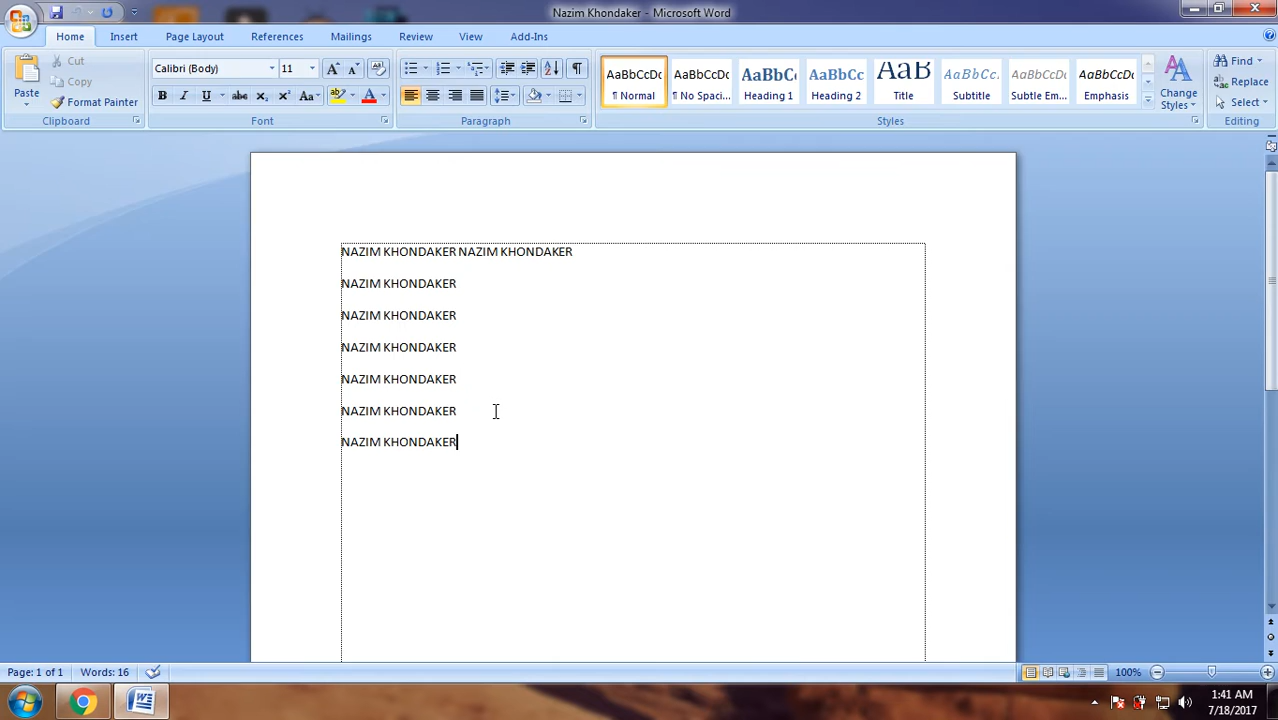 Nazim Khondaker - Microsoft Word
Home Insert Page Layout References Mailings Review View Add-Ins
Paste
Cut
Copy
Format Painter
Clipboard
Calibri (Body) 11
Font
Paragraph
AaBbCcDc AaBbCcDc AaBbC( AaBbCc AaB AaBbCc. AaBbCcDc AaBbCcDc
¶ Normal ¶ No Spaci... Heading 1 Heading 2 Title Subtitle Subtle Em... Emphasis
Styles
Change Styles
Find
Replace
Select
Editing
NAZIM KHONDAKER NAZIM KHONDAKER
NAZIM KHONDAKER
NAZIM KHONDAKER
NAZIM KHONDAKER
NAZIM KHONDAKER
NAZIM KHONDAKER
NAZIM KHONDAKER
Page: 1 of 1 Words: 16 100%
1:41 AM
7/18/2017